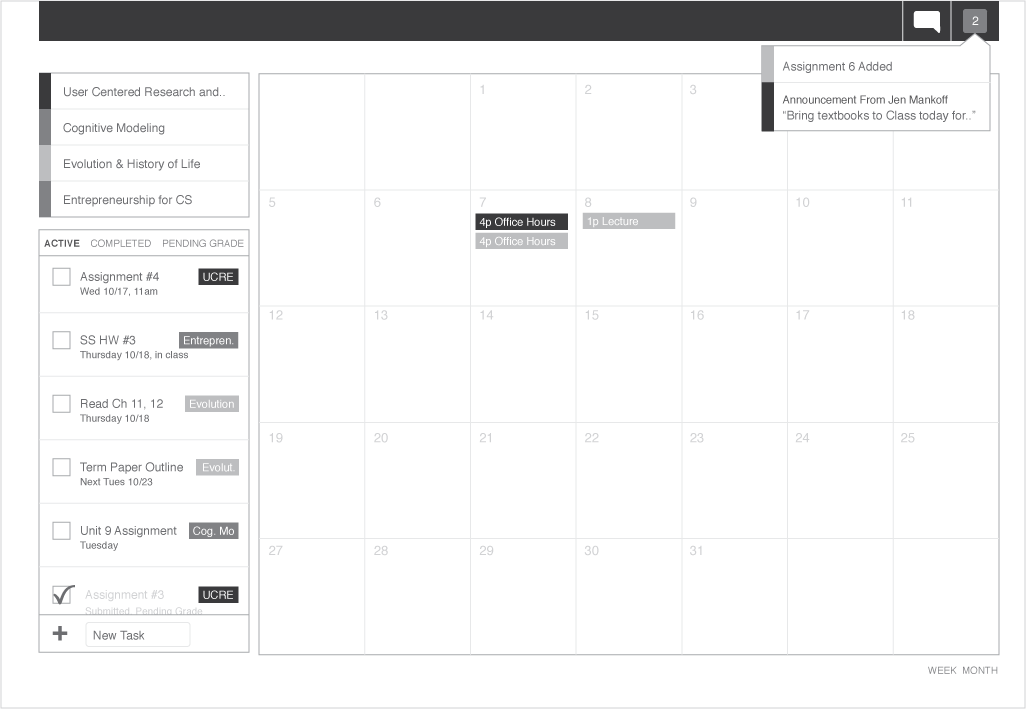 2
Assignment 6 Added
Announcement From Jen Mankoff
“Bring textbooks to Class today for..”
User Centered Research and..
Cognitive Modeling
Evolution & History of Life
Entrepreneurship for CS
ACTIVE COMPLETED PENDING GRADE
Assignment #4 UCRE
Wed 10/17, 11am
SS HW #3 Entrepren.
Thursday 10/18, in class
Read Ch 11, 12 Evolution
Thursday 10/18
Term Paper Outline Evolut.
Next Tues 10/23
Unit 9 Assignment Cog. Mo
Tuesday
Assignment #3 UCRE
Submitted, Pending Grade
New Task
1 2 3
5 6 7 8 9 10 11
4p Office Hours 1p Lecture
4p Office Hours
12 13 14 15 16 17 18
19 20 21 22 23 24 25
27 28 29 30 31
WEEK MONTH